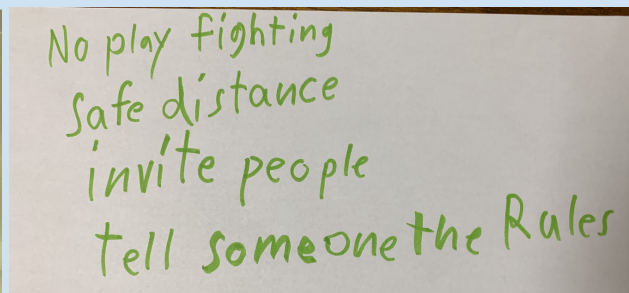 No play fighting
Safe distance
invite people
tell someone the Rules